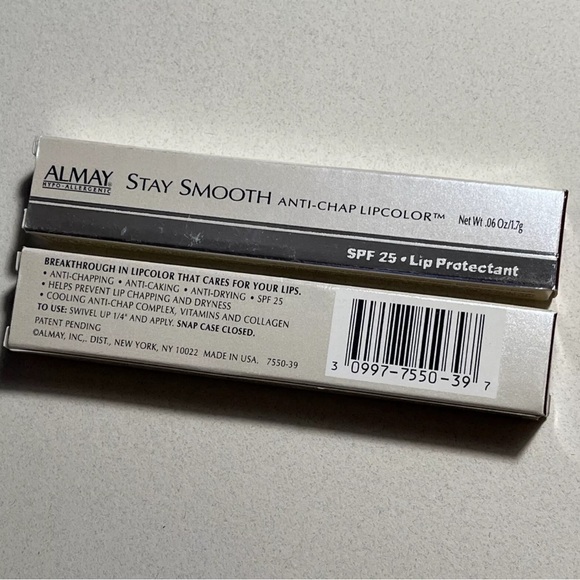 ALMAY
HYPO-ALLERGENIC
STAY SMOOTH ANTI-CHAP LIPCOLOR™ Net Wt .06 Oz/1.7g
SPF 25 • Lip Protectant
BREAKTHROUGH IN LIPCOLOR THAT CARES FOR YOUR LIPS.
• ANTI-CHAPPING • ANTI-CAKING • ANTI-DRYING • SPF 25
• HELPS PREVENT LIP CHAPPING AND DRYNESS
• COOLING ANTI-CHAP COMPLEX, VITAMINS AND COLLAGEN
TO USE: SWIVEL UP 1/4" AND APPLY. SNAP CASE CLOSED.
PATENT PENDING
©ALMAY, INC., DIST., NEW YORK, NY 10022 MADE IN USA. 7550-39
3 0997-7550-39 7